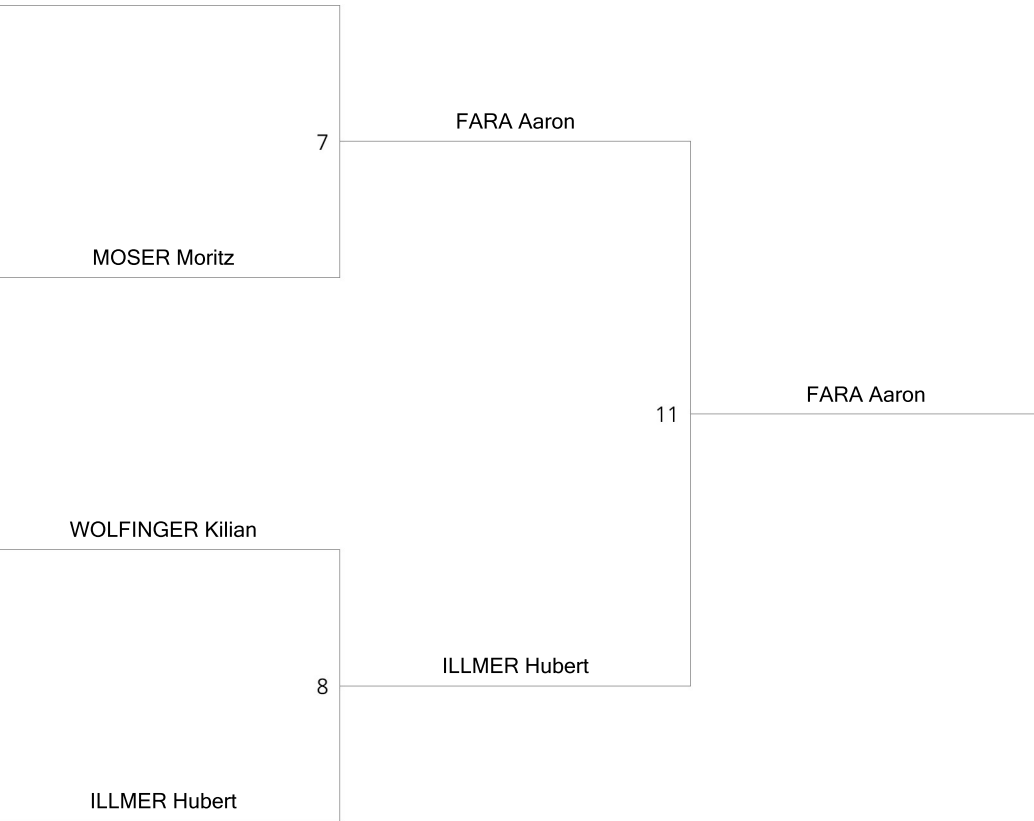 FARA Aaron
7
MOSER Moritz
FARA Aaron
11
WOLFINGER Kilian
ILLMER Hubert
8
ILLMER Hubert